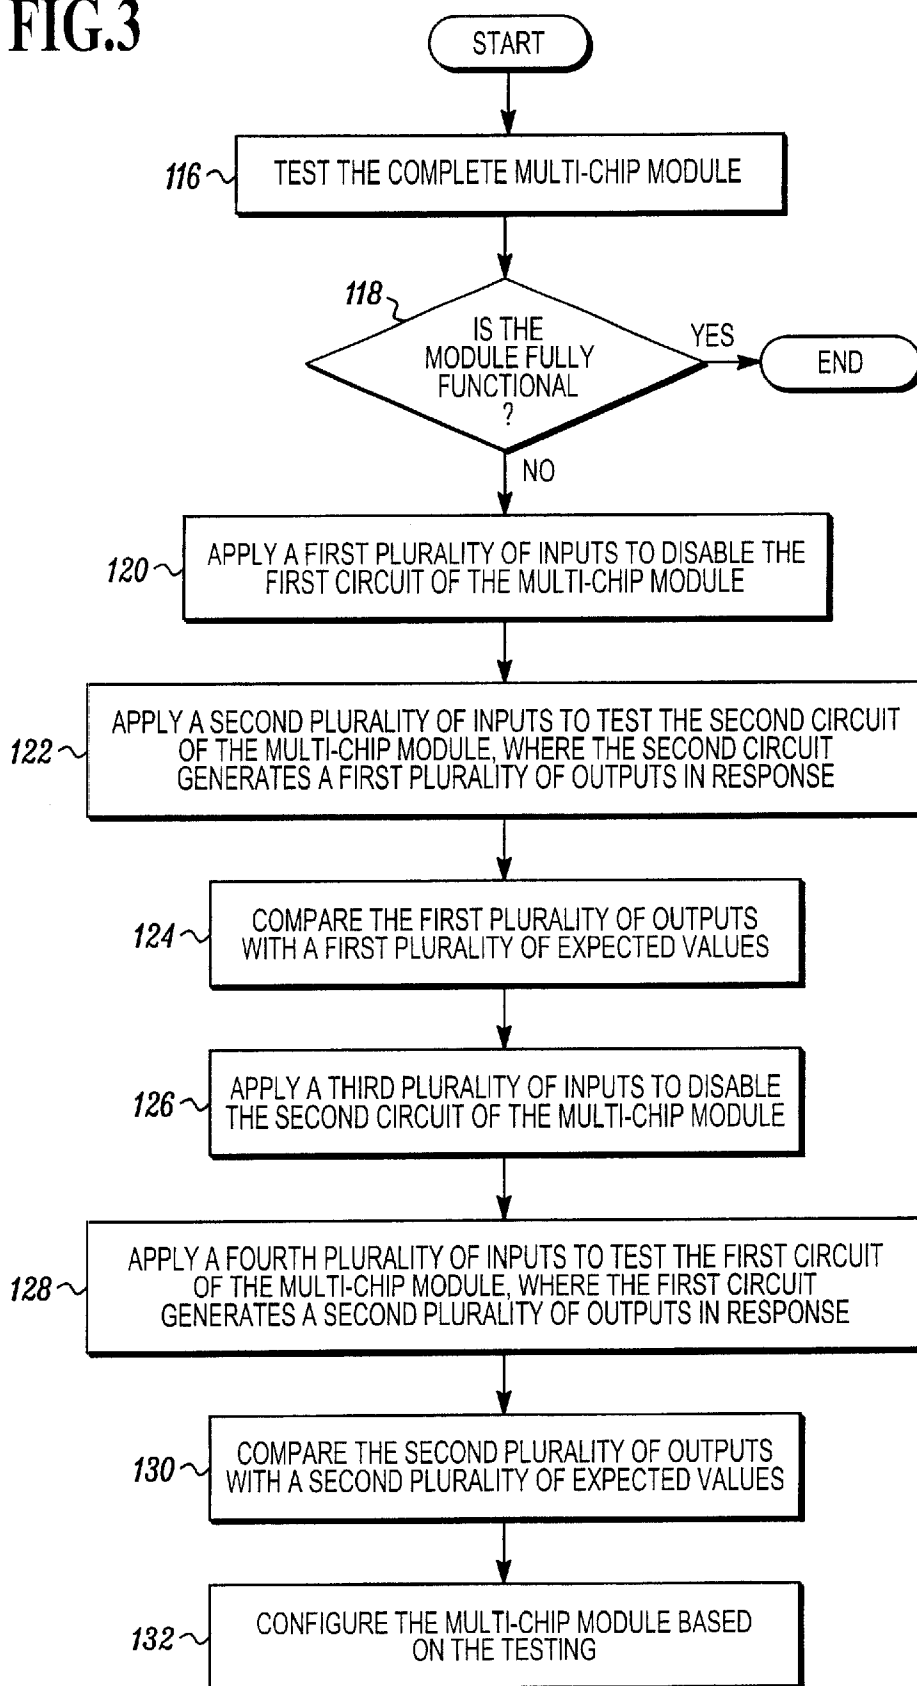 FIG.3
START
116
TEST THE COMPLETE MULTI-CHIP MODULE
118
IS THE
MODULE FULLY
FUNCTIONAL
?
YES
END
NO
120
APPLY A FIRST PLURALITY OF INPUTS TO DISABLE THE
FIRST CIRCUIT OF THE MULTI-CHIP MODULE
122
APPLY A SECOND PLURALITY OF INPUTS TO TEST THE SECOND CIRCUIT
OF THE MULTI-CHIP MODULE, WHERE THE SECOND CIRCUIT
GENERATES A FIRST PLURALITY OF OUTPUTS IN RESPONSE
124
COMPARE THE FIRST PLURALITY OF OUTPUTS
WITH A FIRST PLURALITY OF EXPECTED VALUES
126
APPLY A THIRD PLURALITY OF INPUTS TO DISABLE
THE SECOND CIRCUIT OF THE MULTI-CHIP MODULE
128
APPLY A FOURTH PLURALITY OF INPUTS TO TEST THE FIRST CIRCUIT
OF THE MULTI-CHIP MODULE, WHERE THE FIRST CIRCUIT
GENERATES A SECOND PLURALITY OF OUTPUTS IN RESPONSE
130
COMPARE THE SECOND PLURALITY OF OUTPUTS
WITH A SECOND PLURALITY OF EXPECTED VALUES
132
CONFIGURE THE MULTI-CHIP MODULE BASED
ON THE TESTING